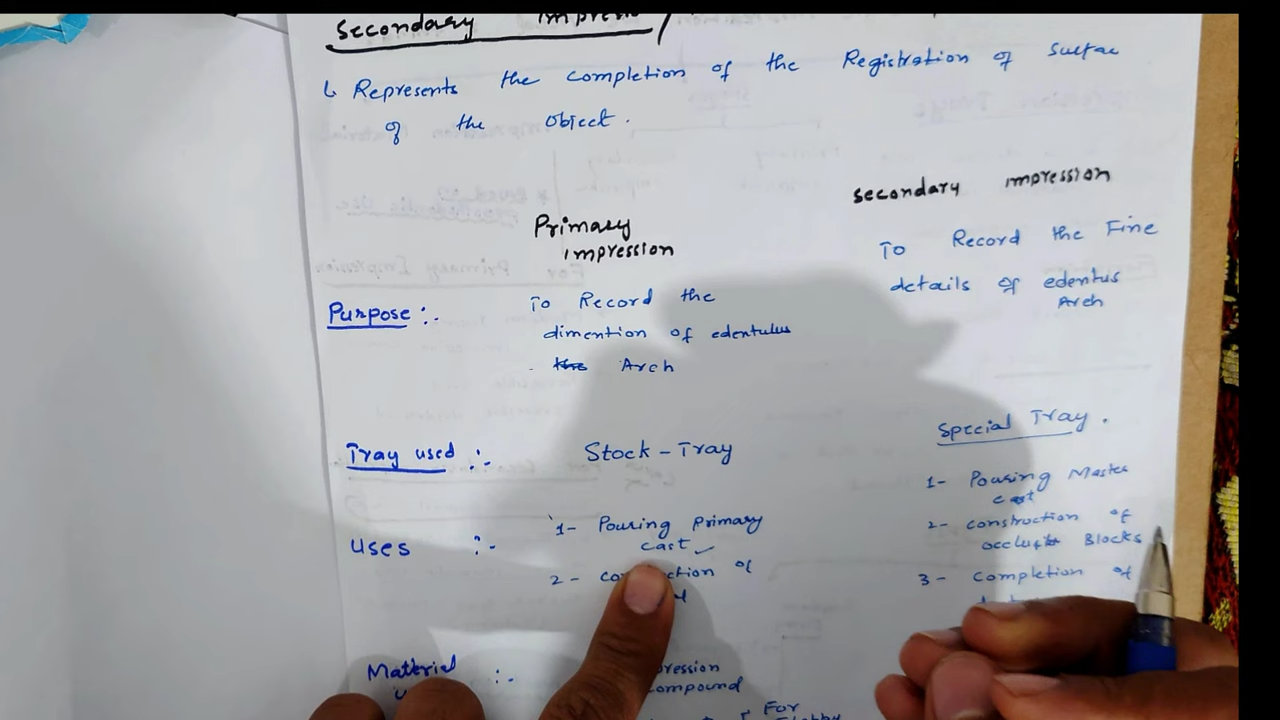 secondary
↳ Represents the completion of the Registration of Surfac
of the object.
secondary impression
Primary
impression
To Record the Fine
details of edentus
Arch
Purpose :-
To Record the
dimention of edentulus
Arch
Special Tray.
Tray used :-
Stock - Tray
1- Pouring Master
cast
1- Pouring primary
cast ✓
2- construction of
Blocks
Uses :-
2- of
3- completion of
Material :-
compound
For